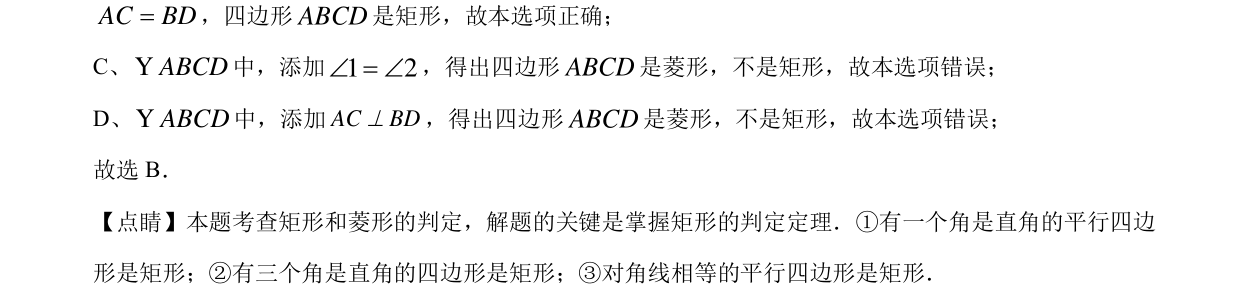 AC = BD，四边形 ABCD 是矩形，故本选项正确；
C、Y ABCD 中，添加∠1 = ∠2，得出四边形 ABCD 是菱形，不是矩形，故本选项错误；
D、Y ABCD 中，添加 AC ⊥ BD，得出四边形 ABCD 是菱形，不是矩形，故本选项错误；
故选 B．
【点睛】本题考查矩形和菱形的判定，解题的关键是掌握矩形的判定定理．①有一个角是直角的平行四边
形是矩形；②有三个角是直角的四边形是矩形；③对角线相等的平行四边形是矩形．